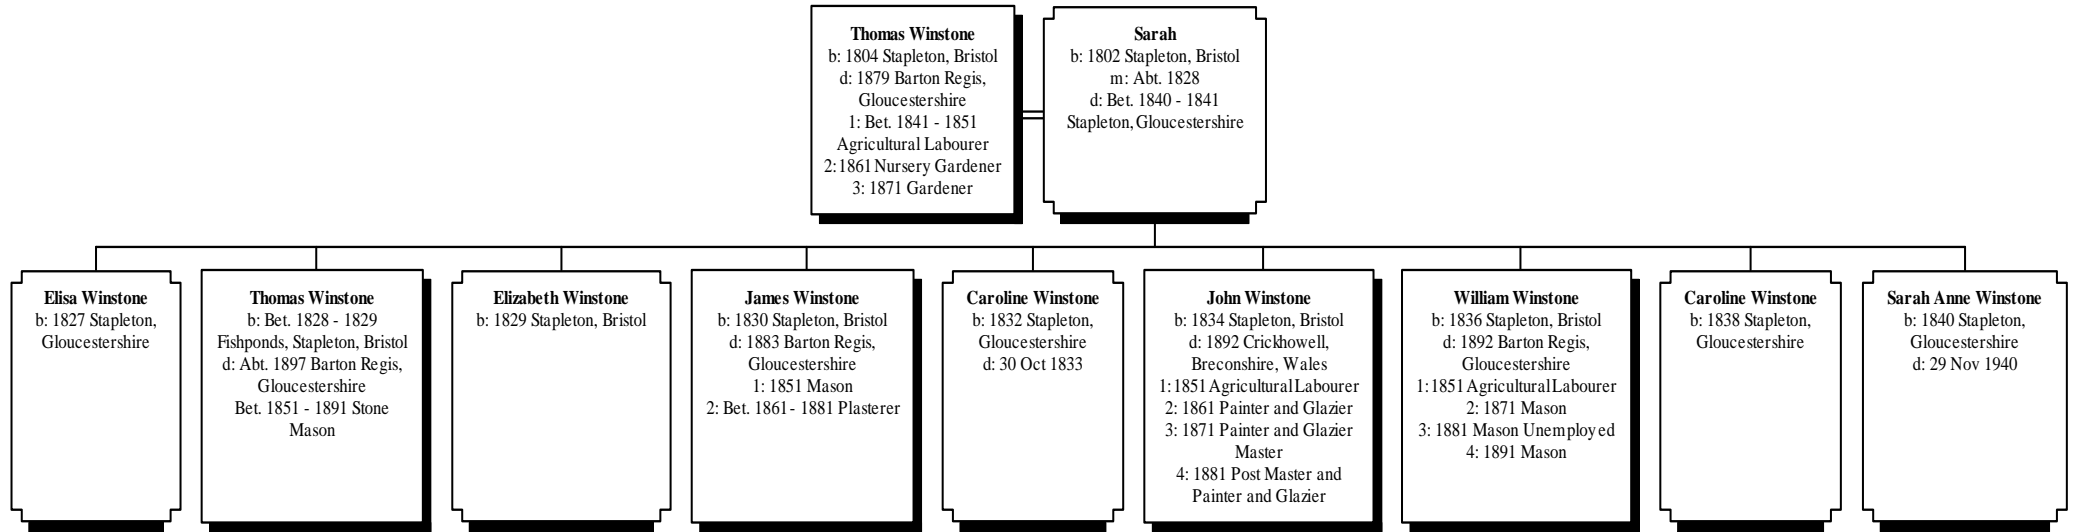 Thomas Winstone
b: 1804 Stapleton, Bristol
d: 1879 Barton Regis,
Gloucestershire
1: Bet. 1841 - 1851
Agricultural Labourer
2: 1861 Nursery Gardener
3: 1871 Gardener
Sarah
b: 1802 Stapleton, Bristol
m: Abt. 1828
d: Bet. 1840 - 1841
Stapleton, Gloucestershire
Elisa Winstone
b: 1827 Stapleton,
Gloucestershire
Thomas Winstone
b: Bet. 1828 - 1829
Fishponds, Stapleton, Bristol
d: Abt. 1897 Barton Regis,
Gloucestershire
Bet. 1851 - 1891 Stone
Mason
Elizabeth Winstone
b: 1829 Stapleton, Bristol
James Winstone
b: 1830 Stapleton, Bristol
d: 1883 Barton Regis,
Gloucestershire
1: 1851 Mason
2: Bet. 1861 - 1881 Plasterer
Caroline Winstone
b: 1832 Stapleton,
Gloucestershire
d: 30 Oct 1833
John Winstone
b: 1834 Stapleton, Bristol
d: 1892 Crickhowell,
Breconshire, Wales
1: 1851 Agricultural Labourer
2: 1861 Painter and Glazier
3: 1871 Painter and Glazier
Master
4: 1881 Post Master and
Painter and Glazier
William Winstone
b: 1836 Stapleton, Bristol
d: 1892 Barton Regis,
Gloucestershire
1: 1851 Agricultural Labourer
2: 1871 Mason
3: 1881 Mason Unemployed
4: 1891 Mason
Caroline Winstone
b: 1838 Stapleton,
Gloucestershire
Sarah Anne Winstone
b: 1840 Stapleton,
Gloucestershire
d: 29 Nov 1940